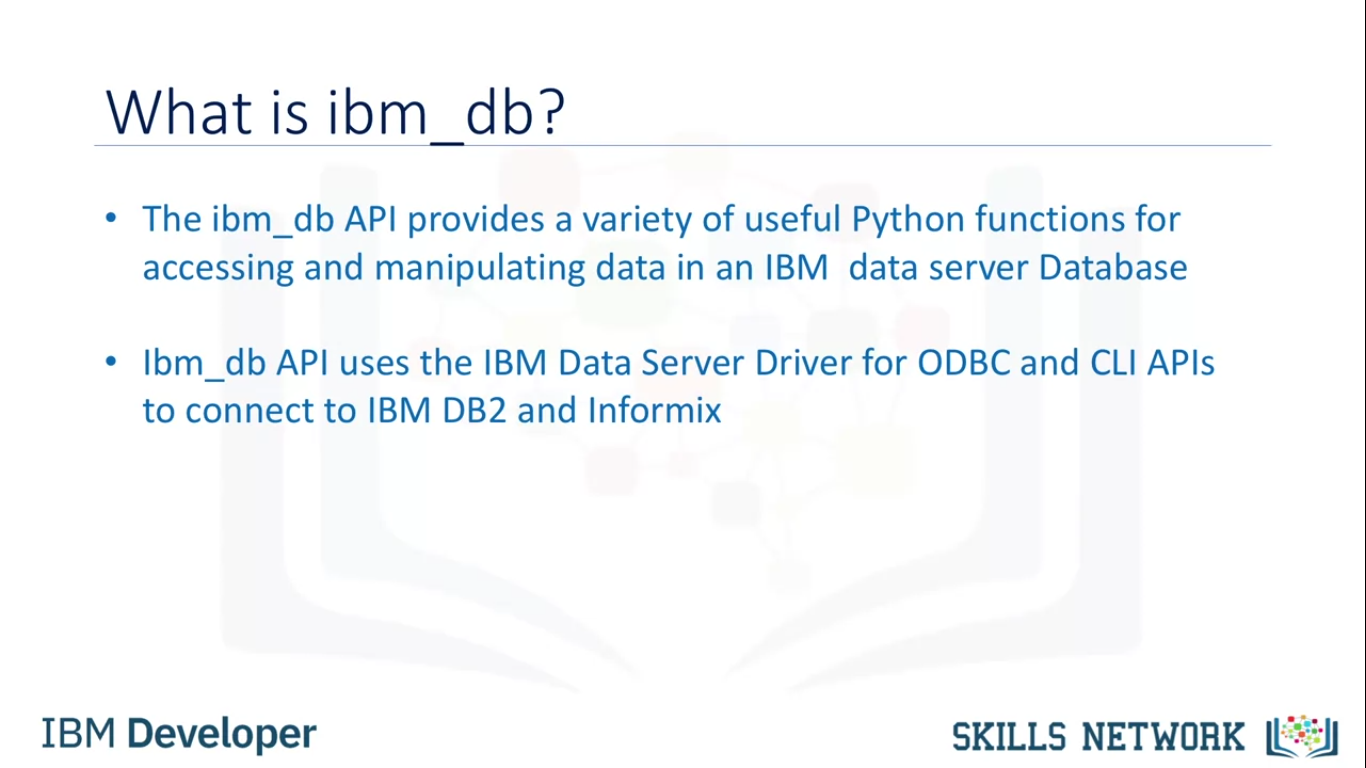 What is ibm_db?
• The ibm_db API provides a variety of useful Python functions for
accessing and manipulating data in an IBM  data server Database
• Ibm_db API uses the IBM Data Server Driver for ODBC and CLI APIs
to connect to IBM DB2 and Informix
IBM Developer
SKILLS NETWORK